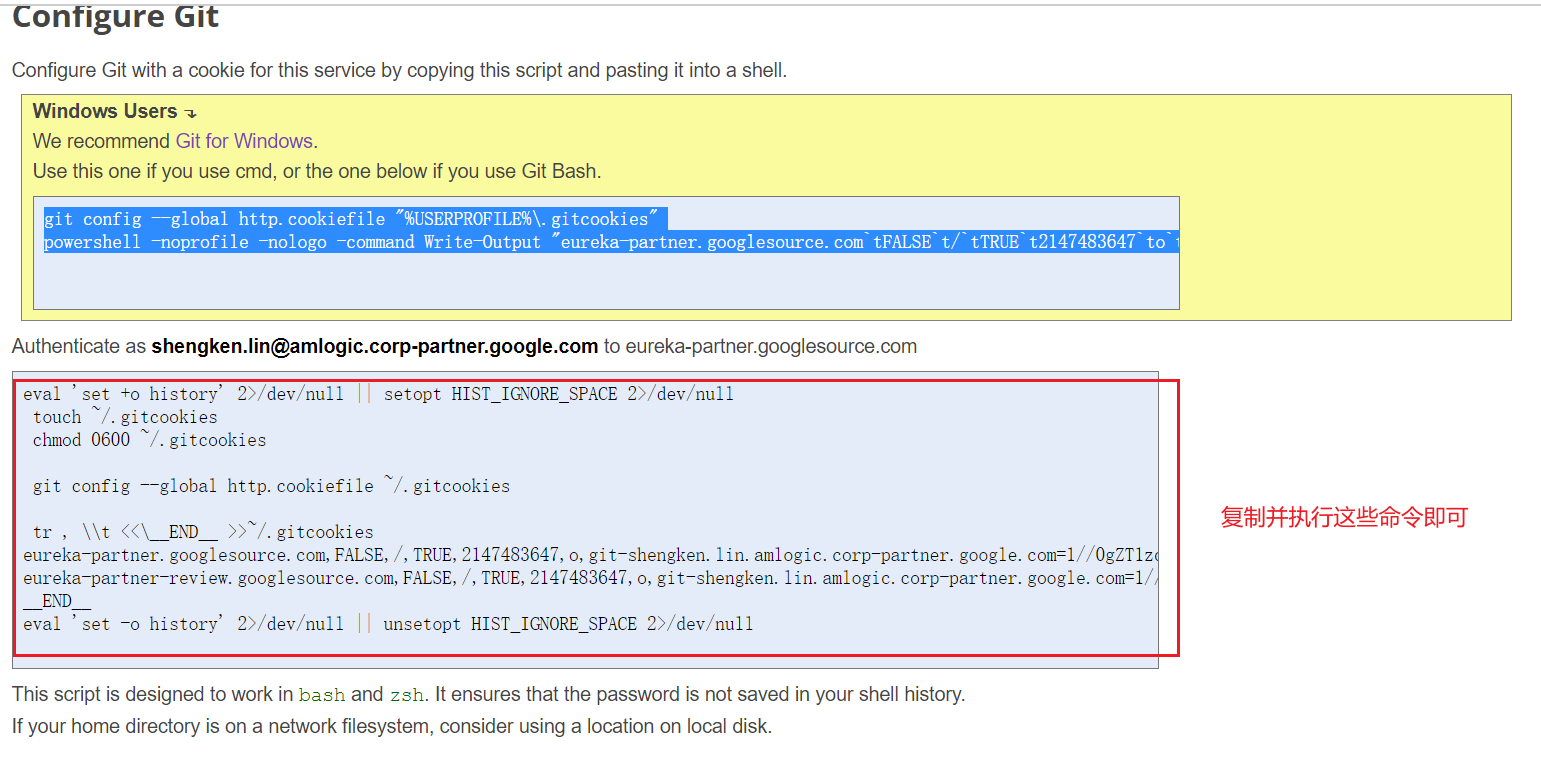 Configure Git
Configure Git with a cookie for this service by copying this script and pasting it into a shell.
Windows Users
We recommend Git for Windows.
Use this one if you use cmd, or the one below if you use Git Bash.
git config --global http.cookiefile "%USERPROFILE%\.gitcookies"
powershell -noprofile -nologo -command Write-Output "eureka-partner.googlesource.com`tFALSE`t/`tTRUE`t2147483647`to`t
Authenticate as shengken.lin@amlogic.corp-partner.google.com to eureka-partner.googlesource.com
eval 'set +o history' 2>/dev/null || setopt HIST_IGNORE_SPACE 2>/dev/null
touch ~/.gitcookies
chmod 0600 ~/.gitcookies
git config --global http.cookiefile ~/.gitcookies
tr , \\t <<\__END__ >>~/.gitcookies
eureka-partner.googlesource.com,FALSE,/,TRUE,2147483647,o,git-shengken.lin.amlogic.corp-partner.google.com=1//0gZT1z
eureka-partner-review.googlesource.com,FALSE,/,TRUE,2147483647,o,git-shengken.lin.amlogic.corp-partner.google.com=1//
__END__
eval 'set -o history' 2>/dev/null || unsetopt HIST_IGNORE_SPACE 2>/dev/null
复制并执行这些命令即可
This script is designed to work in bash and zsh. It ensures that the password is not saved in your shell history.
If your home directory is on a network filesystem, consider using a location on local disk.